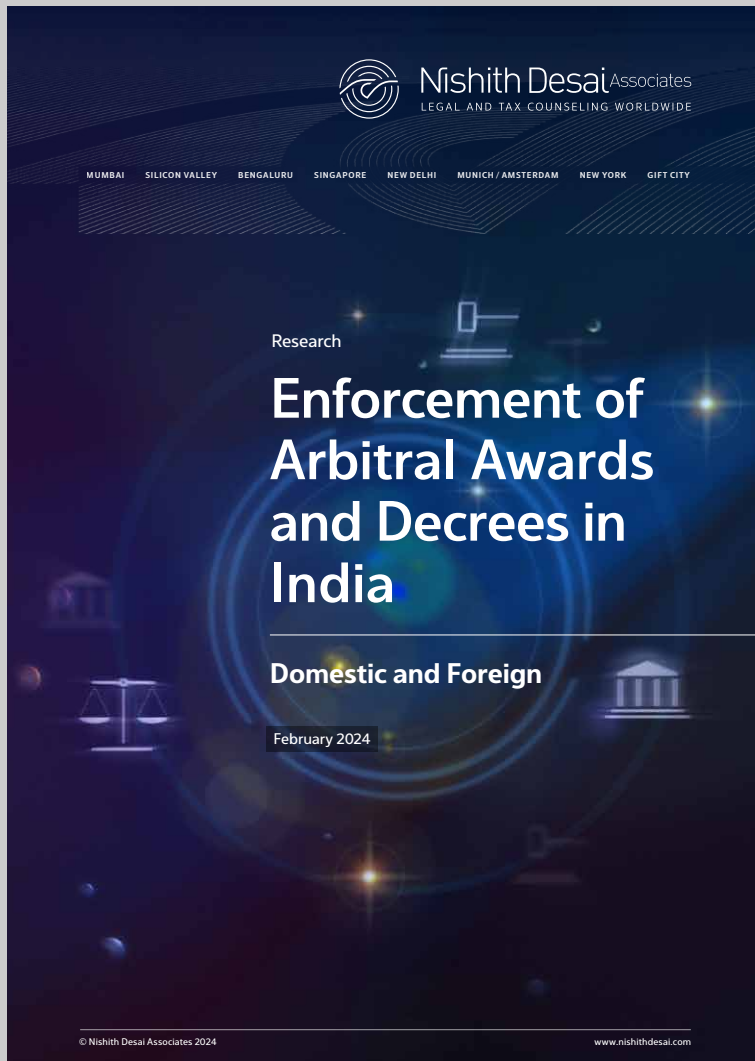 Nishith Desai Associates
LEGAL AND TAX COUNSELING WORLDWIDE
MUMBAI SILICON VALLEY BENGALURU SINGAPORE NEW DELHI MUNICH / AMSTERDAM NEW YORK GIFT CITY
Research
Enforcement of
Arbitral Awards
and Decrees in
India
Domestic and Foreign
February 2024
© Nishith Desai Associates 2024 www.nishithdesai.com